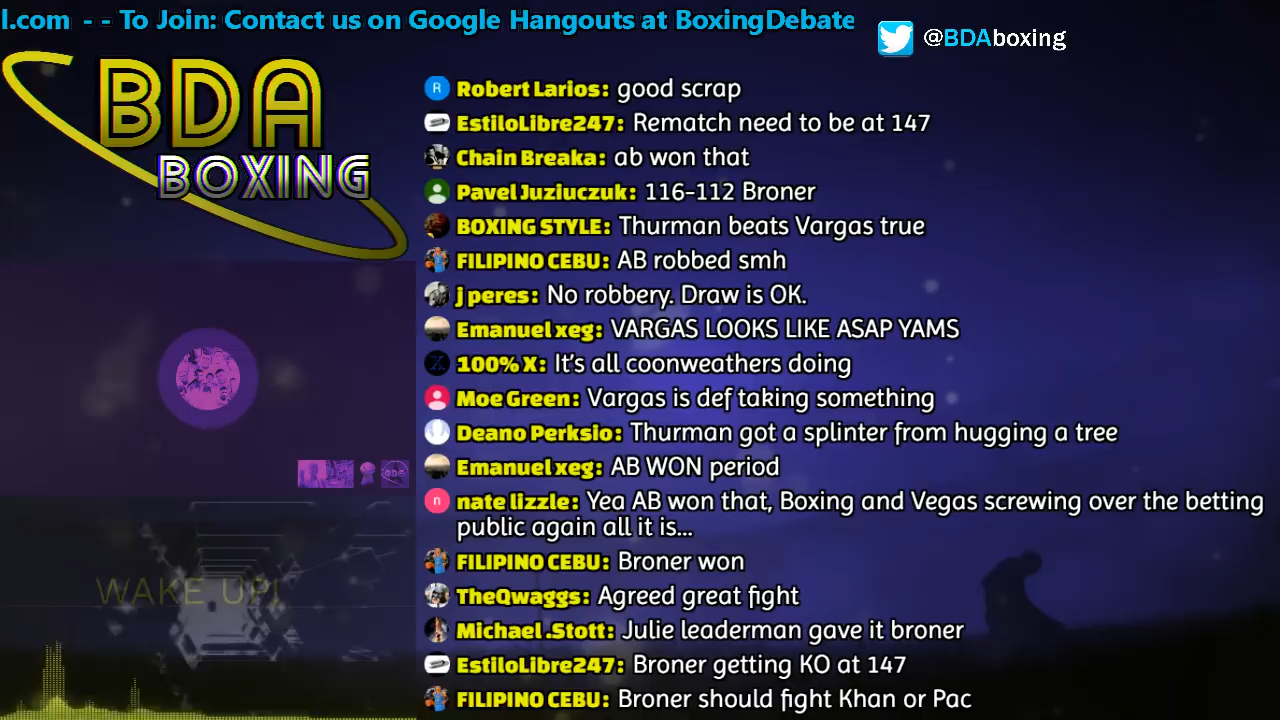 l.com - - To Join: Contact us on Google Hangouts at BoxingDebate
@BDAboxing
BDA
BOXING
Robert Larios: good scrap
EstiloLibre247: Rematch need to be at 147
Chain Breaka: ab won that
Pavel Juziuczuk: 116-112 Broner
BOXING STYLE: Thurman beats Vargas true
FILIPINO CEBU: AB robbed smh
j peres: No robbery. Draw is OK.
Emanuel xeg: VARGAS LOOKS LIKE ASAP YAMS
100% X: It's all coonweathers doing
Moe Green: Vargas is def taking something
Deano Perksio: Thurman got a splinter from hugging a tree
Emanuel xeg: AB WON period
nate lizzle: Yea AB won that, Boxing and Vegas screwing over the betting
public again all it is...
FILIPINO CEBU: Broner won
TheQwaggs: Agreed great fight
Michael .Stott: Julie leaderman gave it broner
EstiloLibre247: Broner getting KO at 147
FILIPINO CEBU: Broner should fight Khan or Pac
WAKE UP!